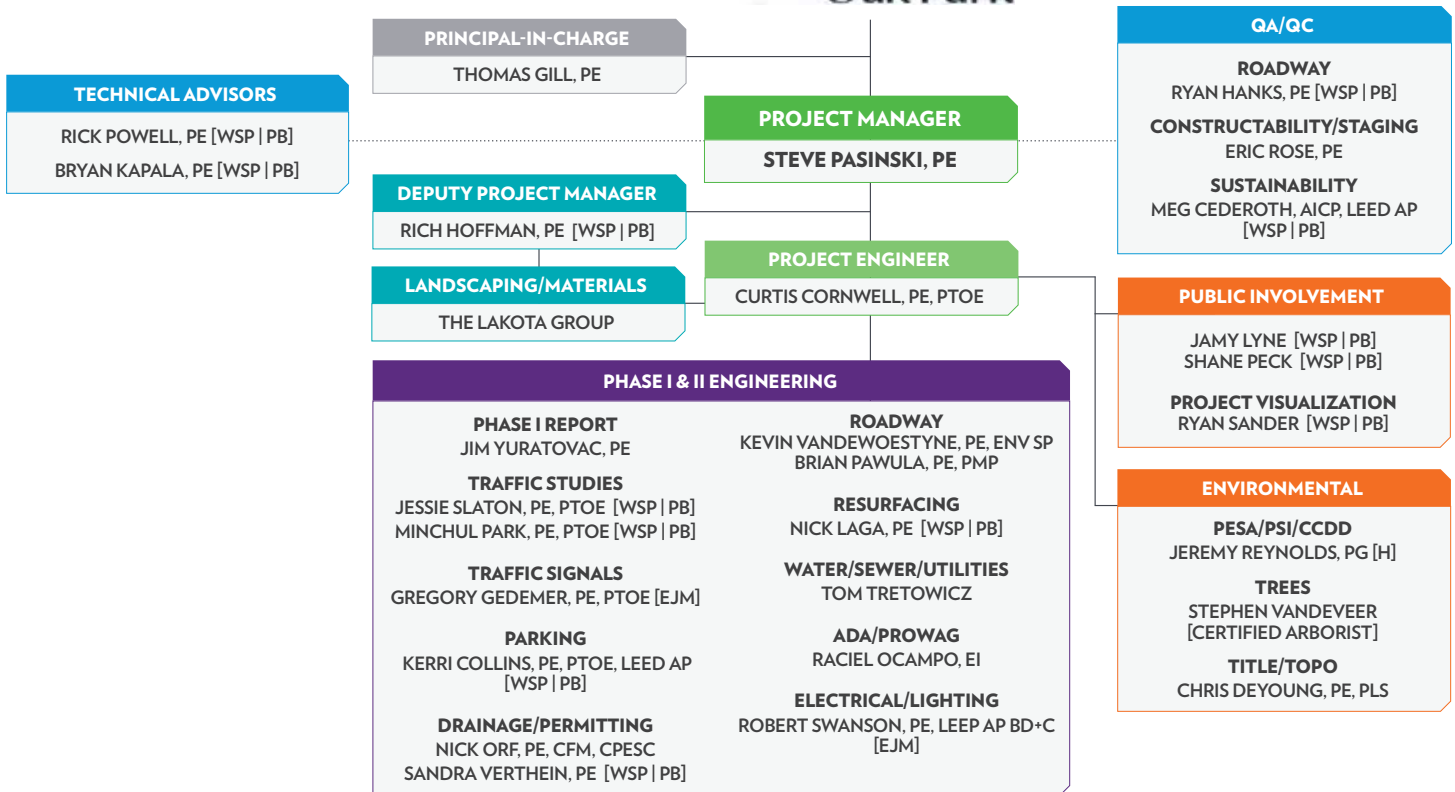 PRINCIPAL-IN-CHARGE
THOMAS GILL, PE
TECHNICAL ADVISORS
RICK POWELL, PE [WSP | PB]
BRYAN KAPALA, PE [WSP | PB]
PROJECT MANAGER
STEVE PASINSKI, PE
QA/QC
ROADWAY
RYAN HANKS, PE [WSP | PB]
CONSTRUCTABILITY/STAGING
ERIC ROSE, PE
SUSTAINABILITY
MEG CEDEROTH, AICP, LEED AP
[WSP | PB]
DEPUTY PROJECT MANAGER
RICH HOFFMAN, PE [WSP | PB]
PROJECT ENGINEER
CURTIS CORNWELL, PE, PTOE
LANDSCAPING/MATERIALS
THE LAKOTA GROUP
PUBLIC INVOLVEMENT
JAMY LYNE [WSP | PB]
SHANE PECK [WSP | PB]
PROJECT VISUALIZATION
RYAN SANDER [WSP | PB]
PHASE I & II ENGINEERING
PHASE I REPORT
JIM YURATOVAC, PE
TRAFFIC STUDIES
JESSIE SLATON, PE, PTOE [WSP | PB]
MINCHUL PARK, PE, PTOE [WSP | PB]
TRAFFIC SIGNALS
GREGORY GEDEMER, PE, PTOE [EJM]
PARKING
KERRI COLLINS, PE, PTOE, LEED AP
[WSP | PB]
DRAINAGE/PERMITTING
NICK ORF, PE, CFM, CPESC
SANDRA VERTHEIN, PE [WSP | PB]
ROADWAY
KEVIN VANDEWOESTYNE, PE, ENV SP
BRIAN PAWULA, PE, PMP
RESURFACING
NICK LAGA, PE [WSP | PB]
WATER/SEWER/UTILITIES
TOM TRETOWICZ
ADA/PROWAG
RACIEL OCAMPO, EI
ELECTRICAL/LIGHTING
ROBERT SWANSON, PE, LEEP AP BD+C
[EJM]
ENVIRONMENTAL
PESA/PSI/CCDD
JEREMY REYNOLDS, PG [H]
TREES
STEPHEN VANDEVEER
[CERTIFIED ARBORIST]
TITLE/TOPO
CHRIS DEYOUNG, PE, PLS